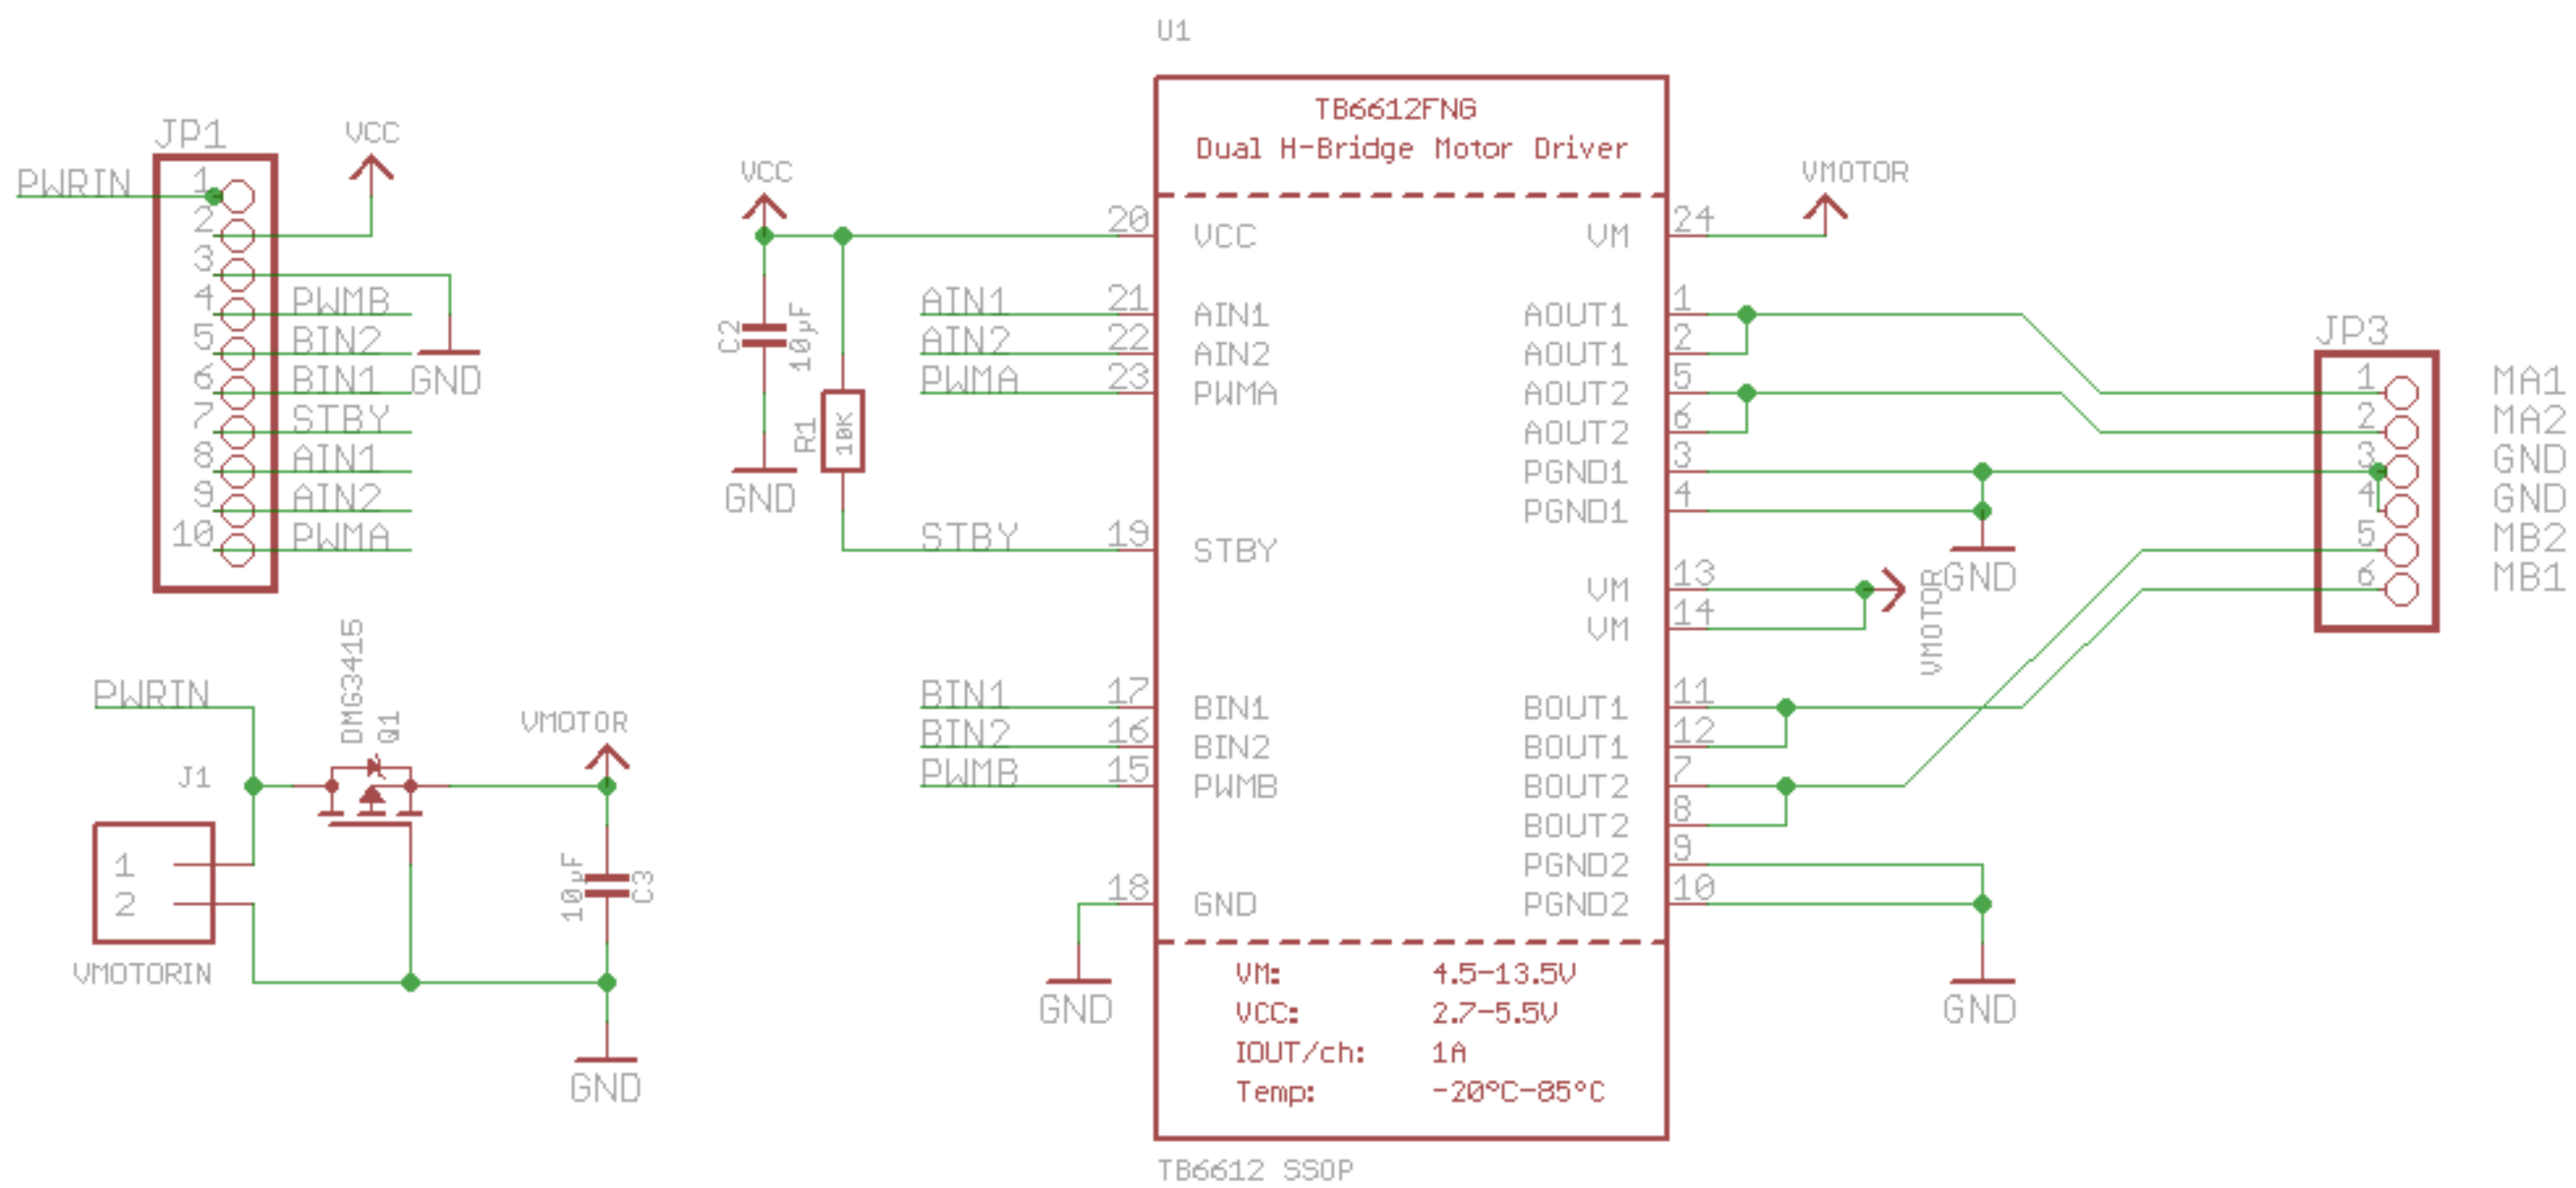 U1
TB6612FNG
Dual H-Bridge Motor Driver
JP1
VCC
PWRIN
1
2
3
4 PWMB
5 BIN2
6 BIN1
7 STBY
8 AIN1
9 AIN2
10 PWMA
GND
VCC
C2
10µF
GND
R1
10K
20 VCC
AIN1 21 AIN1
AIN2 22 AIN2
PWMA 23 PWMA
STBY 19 STBY
BIN1 17 BIN1
BIN2 16 BIN2
PWMB 15 PWMB
18 GND
GND
VMOTOR
VM 24
AOUT1 1
AOUT1 2
AOUT2 5
AOUT2 6
PGND1 3
PGND1 4
GND
VM 13
VM 14
VMOTOR
BOUT1 11
BOUT1 12
BOUT2 7
BOUT2 8
PGND2 9
PGND2 10
GND
JP3
1 MA1
2 MA2
3 GND
4 GND
5 MB2
6 MB1
PWRIN
DMG3415
Q1
VMOTOR
J1
1
2
VMOTORIN
10µF
C3
GND
VM: 4.5-13.5V
VCC: 2.7-5.5V
IOUT/ch: 1A
Temp: -20°C-85°C
TB6612 SSOP